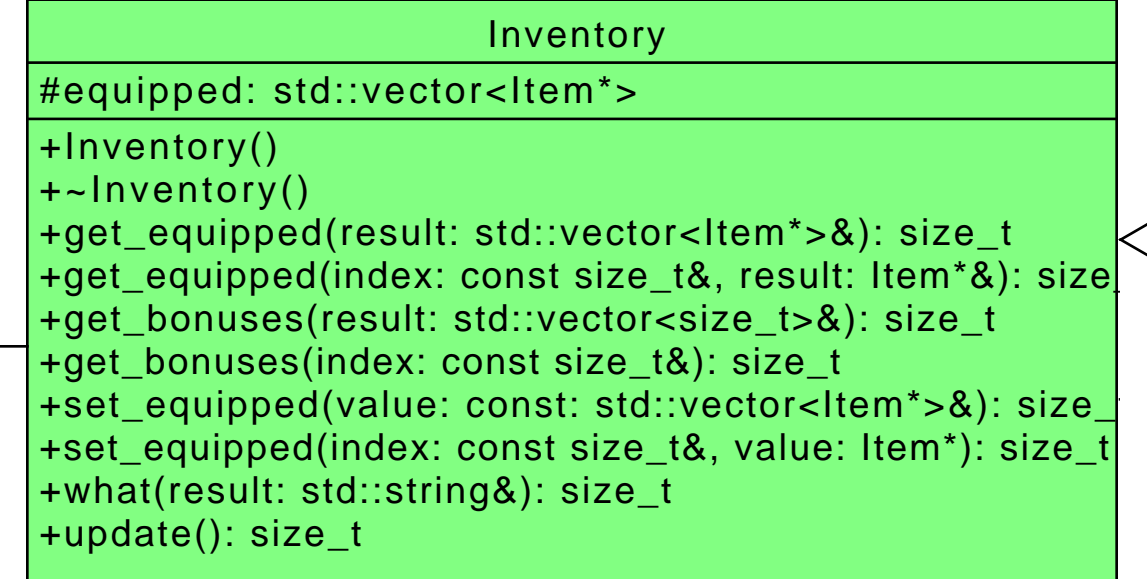 Inventory
#equipped: std::vector<Item*>
+Inventory()
+~Inventory()
+get_equipped(result: std::vector<Item*>&): size_t
+get_equipped(index: const size_t&, result: Item*&): size_
+get_bonuses(result: std::vector<size_t>&): size_t
+get_bonuses(index: const size_t&): size_t
+set_equipped(value: const: std::vector<Item*>&): size_
+set_equipped(index: const size_t&, value: Item*): size_t
+what(result: std::string&): size_t
+update(): size_t